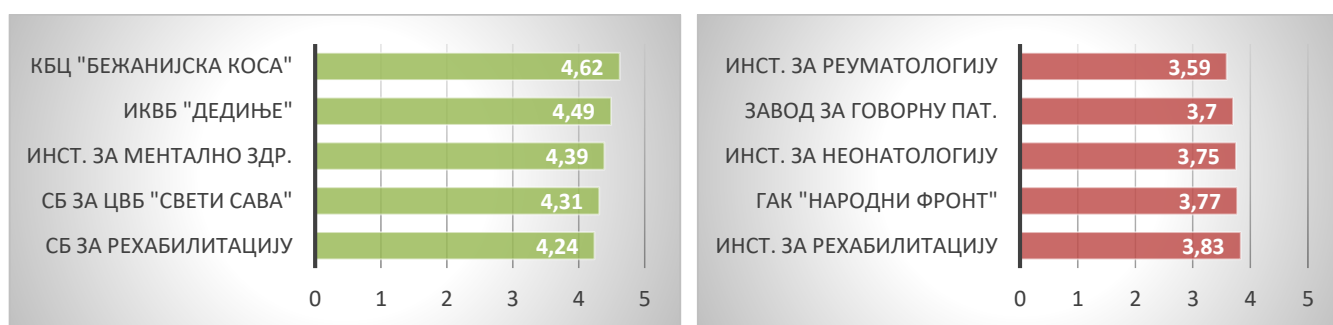 КБЦ "БЕЖАНИЈСКА КОСА" 4,62
ИКВБ "ДЕДИЊЕ" 4,49
ИНСТ. ЗА МЕНТАЛНО ЗДР. 4,39
СБ ЗА ЦВБ "СВЕТИ САВА" 4,31
СБ ЗА РЕХАБИЛИТАЦИЈУ 4,24
0 1 2 3 4 5
ИНСТ. ЗА РЕУМАТОЛОГИЈУ 3,59
ЗАВОД ЗА ГОВОРНУ ПАТ. 3,7
ИНСТ. ЗА НЕОНАТОЛОГИЈУ 3,75
ГАК "НАРОДНИ ФРОНТ" 3,77
ИНСТ. ЗА РЕХАБИЛИТАЦИЈУ 3,83
0 1 2 3 4 5